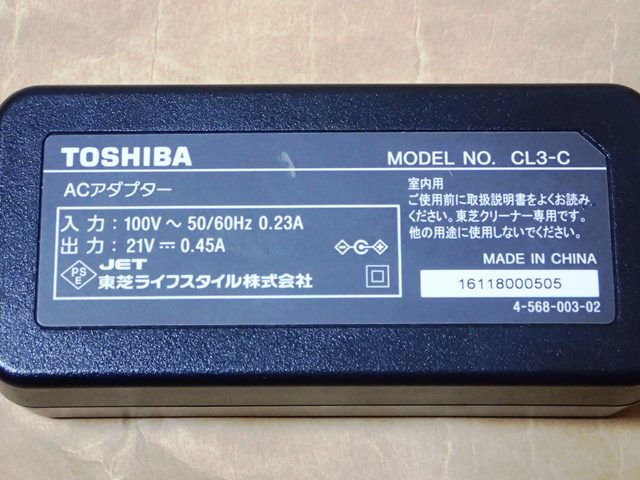 TOSHIBA
MODEL NO. CL3-C
ACアダプター
入力：100V～50/60Hz 0.23A
出力：21V⎓0.45A
PS
E
JET
東芝ライフスタイル株式会社
室内用
ご使用前に取扱説明書をよくお読み
ください。東芝クリーナー専用です。
他の用途に使用しないでください。
MADE IN CHINA
16118000505
4-568-003-02